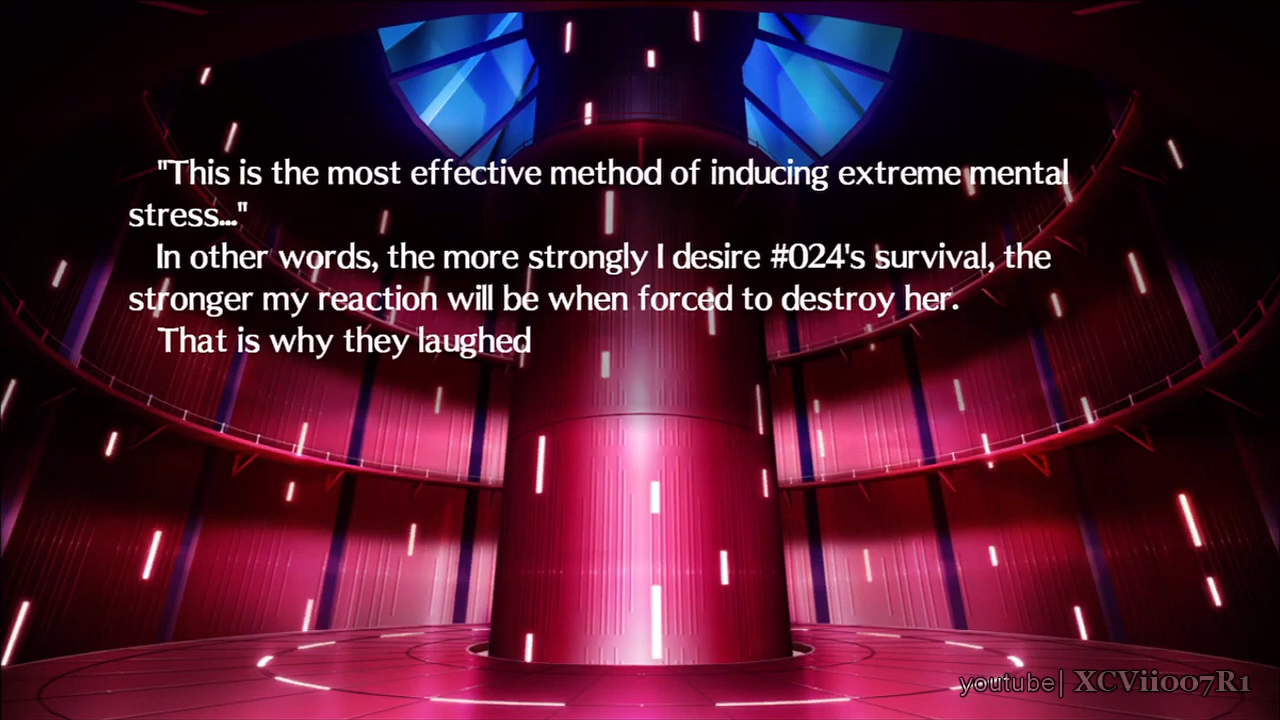 "This is the most effective method of inducing extreme mental
stress..."
In other words, the more strongly I desire #024's survival, the
stronger my reaction will be when forced to destroy her.
That is why they laughed
youtube| XCVii007R1